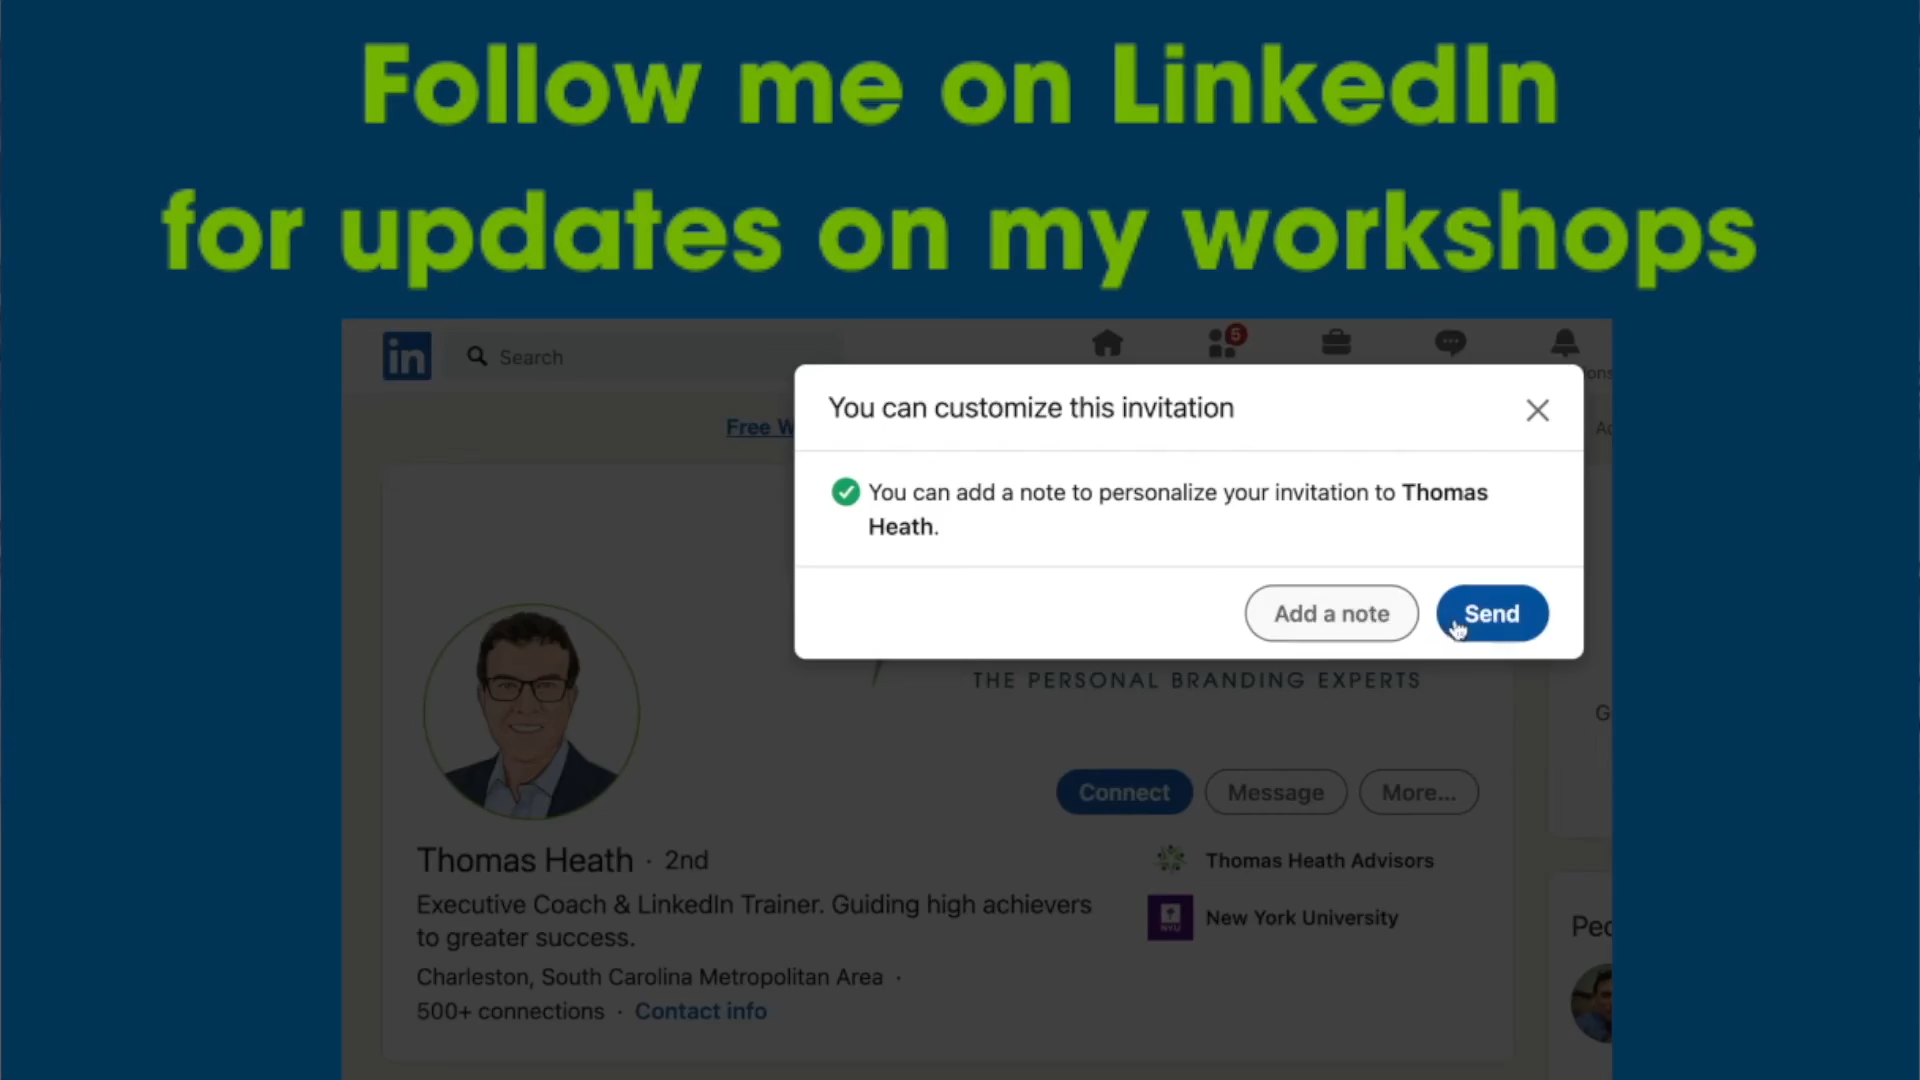 Follow me on LinkedIn
for updates on my workshops
in
Search
5
Free
You can customize this invitation
You can add a note to personalize your invitation to Thomas
Heath.
Add a note
Send
THE PERSONAL BRANDING EXPERTS
Connect
Message
More...
Thomas Heath · 2nd
Executive Coach & LinkedIn Trainer. Guiding high achievers
to greater success.
Charleston, South Carolina Metropolitan Area ·
500+ connections · Contact info
Thomas Heath Advisors
NYU
New York University